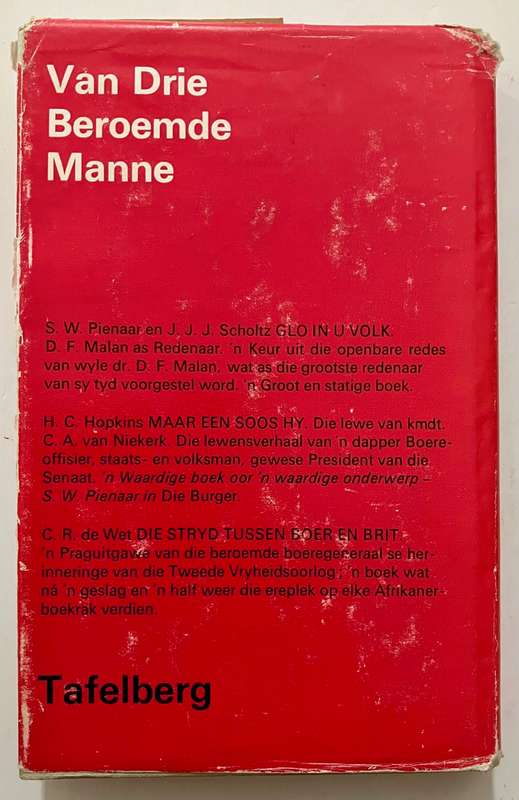 Van Drie
Beroemde
Manne
S. W. Pienaar en J. J. J. Scholtz GLO IN U VOLK.
D. F. Malan as Redenaar. 'n Keur uit die openbare redes
van wyle dr. D. F. Malan, wat as die grootste redenaar
van sy tyd voorgestel word. 'n Groot en statige boek.
H. C. Hopkins MAAR EEN SOOS HY. Die lewe van kmdt.
C. A. van Niekerk. Die lewensverhaal van 'n dapper Boere-
offisier, staats- en volksman, gewese President van die
Senaat. 'n Waardige boek oor 'n waardige onderwerp –
S. W. Pienaar in Die Burger.
C. R. de Wet DIE STRYD TUSSEN BOER EN BRIT.
'n Praguitgawe van die beroemde boeregeneraal se her-
inneringe van die Tweede Vryheidsoorlog; 'n boek wat
ná 'n geslag en 'n half weer die ereplek op elke Afrikaner-
boekrak verdien.
Tafelberg